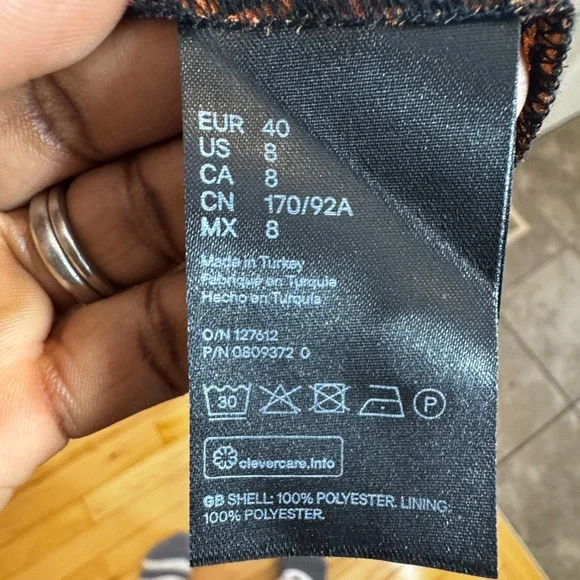 EUR 40
US 8
CA 8
CN 170/92A
MX 8
Made in Turkey
Fabriqué en Turquie
Hecho en Turquía
O/N 127612
P/N 0809372 0
30 P
clevercare.info
GB SHELL: 100% POLYESTER. LINING:
100% POLYESTER.